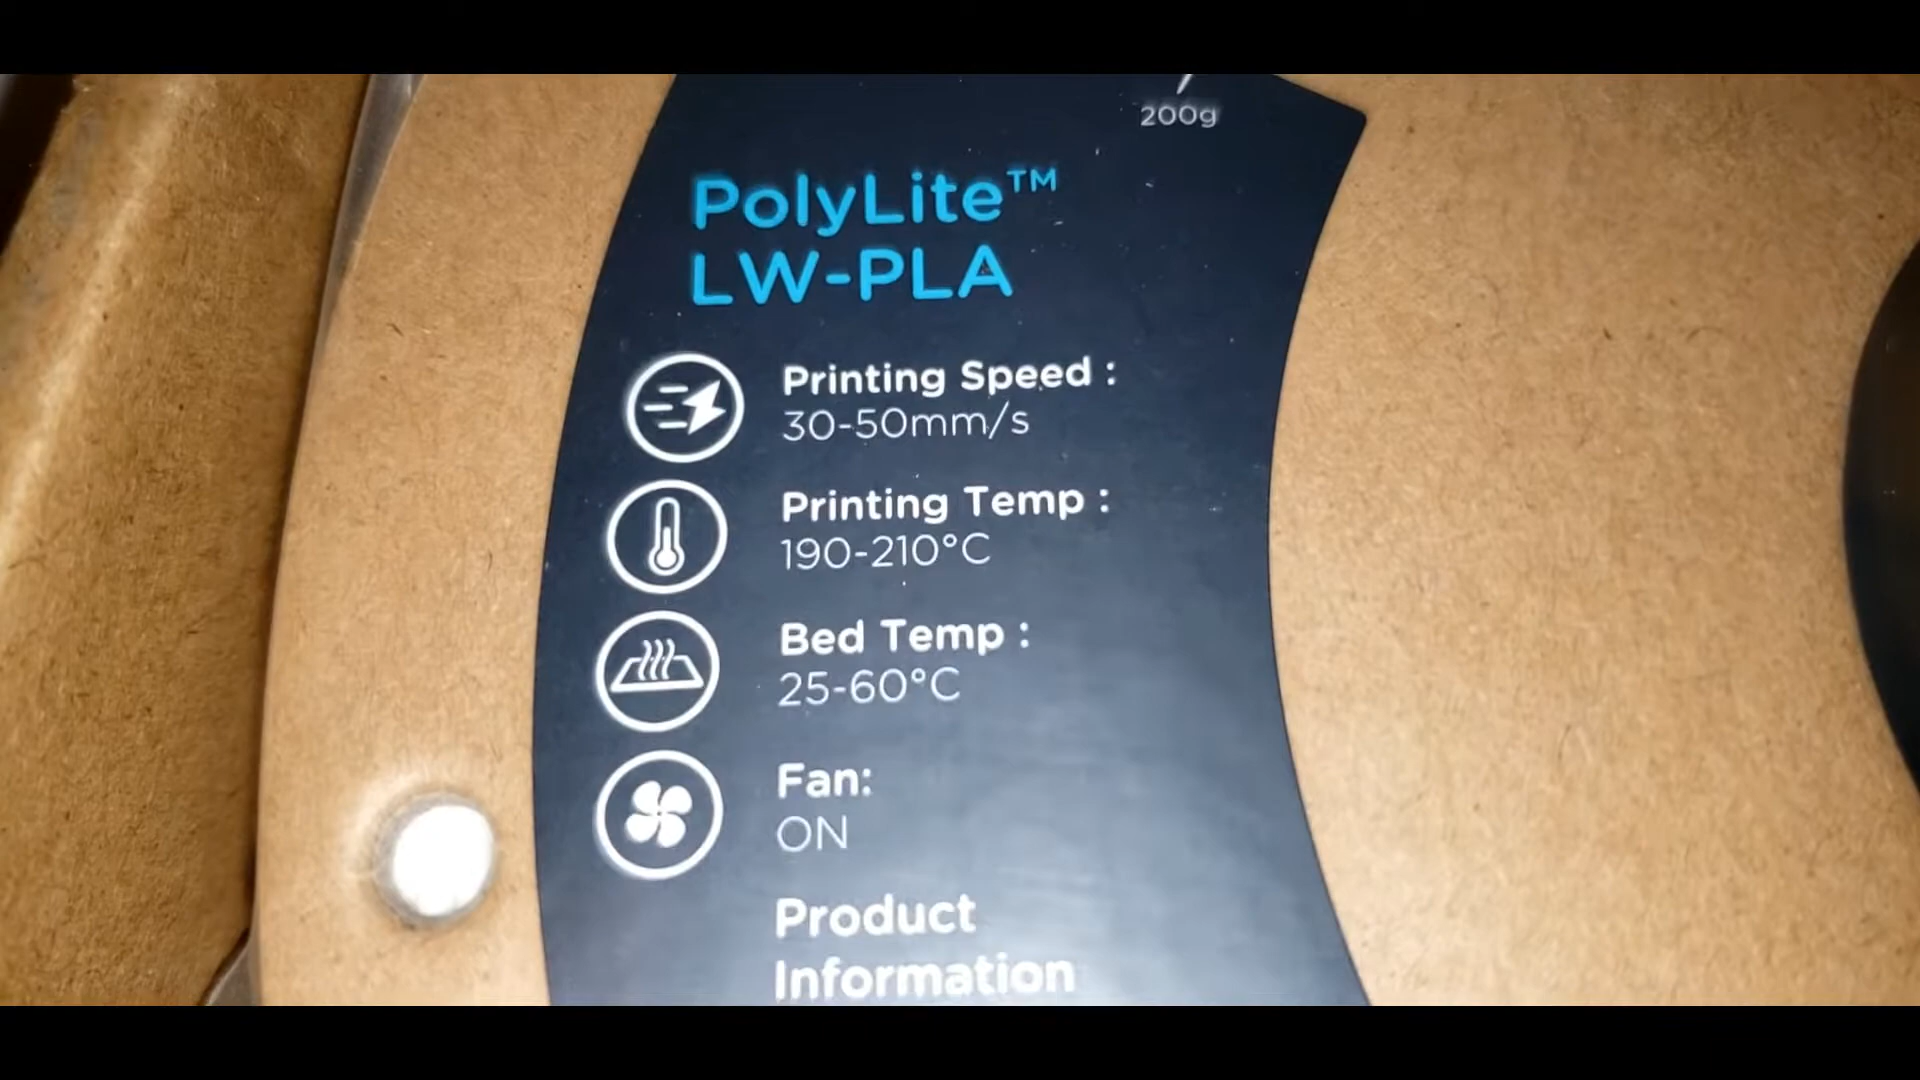 200g
PolyLite™
LW-PLA
Printing Speed :
30-50mm/s
Printing Temp :
190-210°C
Bed Temp :
25-60°C
Fan:
ON
Product
Information